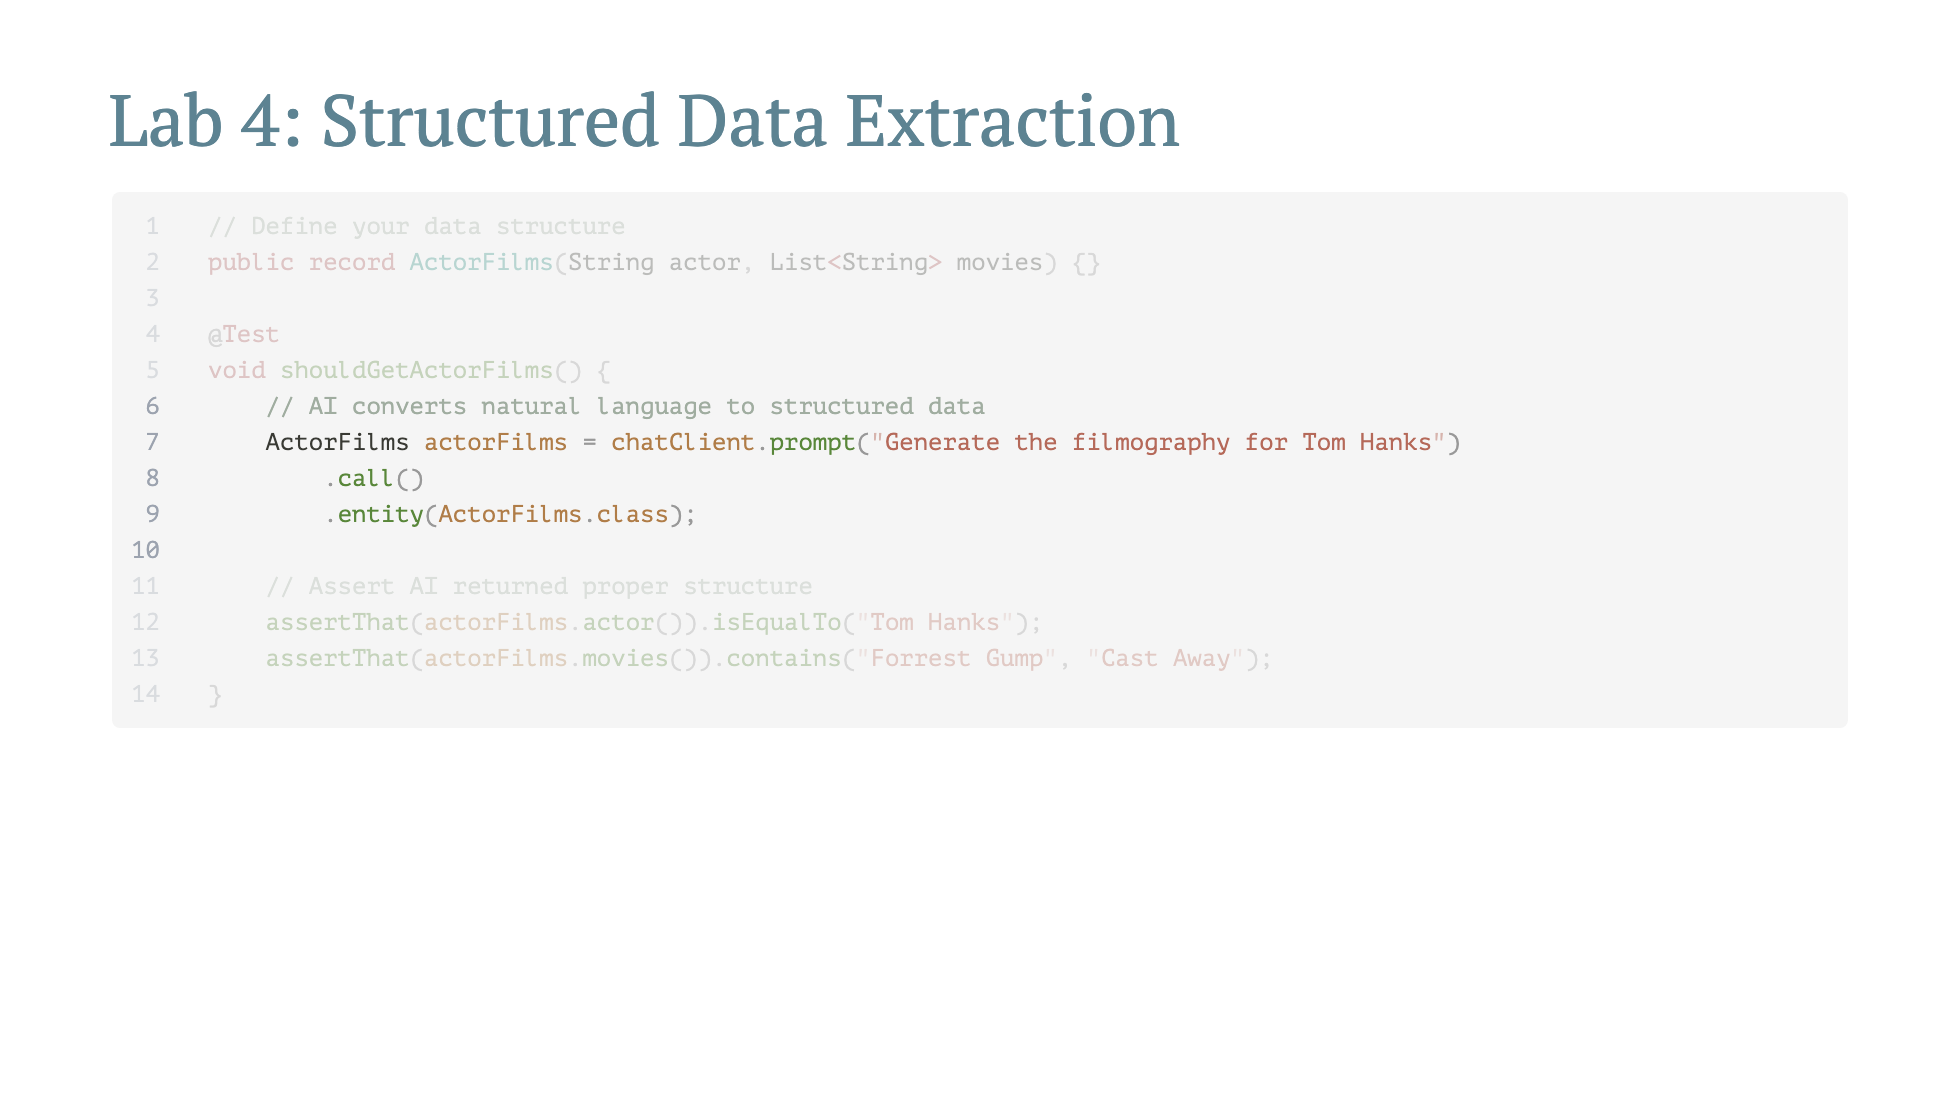 Lab 4: Structured Data Extraction
1 // Define your data structure
2 public record ActorFilms(String actor, List<String> movies) {}
3
4 @Test
5 void shouldGetActorFilms() {
6     // AI converts natural language to structured data
7     ActorFilms actorFilms = chatClient.prompt("Generate the filmography for Tom Hanks")
8         .call()
9         .entity(ActorFilms.class);
10
11     // Assert AI returned proper structure
12     assertThat(actorFilms.actor()).isEqualTo("Tom Hanks");
13     assertThat(actorFilms.movies()).contains("Forrest Gump", "Cast Away");
14 }